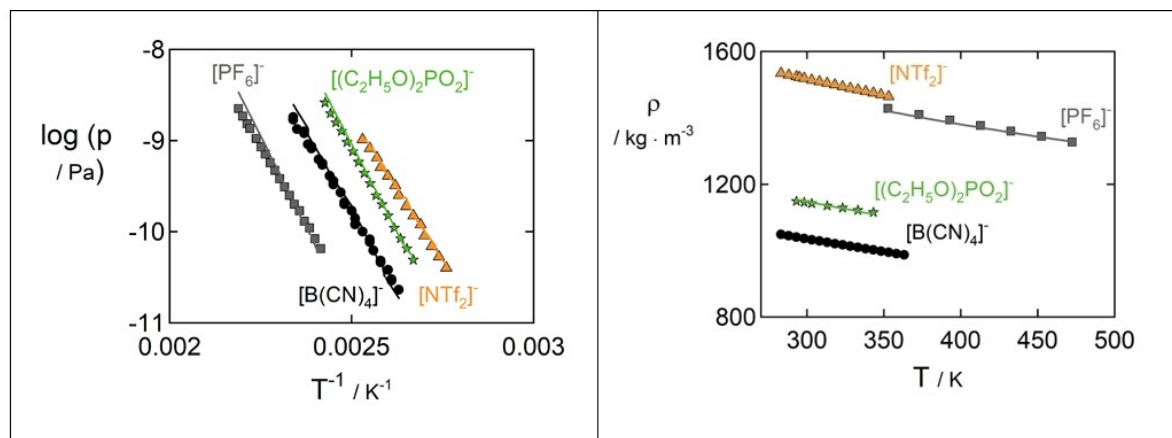 -8
[PF₆]⁻
[(C₂H₅O)₂PO₂]⁻
log (p
/ Pa)
-9
-10
[B(CN)₄]⁻
[NTf₂]⁻
-11
0.002
0.0025
0.003
T⁻¹ / K⁻¹
1600
[NTf₂]⁻
ρ
/ kg · m⁻³
[PF₆]⁻
1200
[(C₂H₅O)₂PO₂]⁻
[B(CN)₄]⁻
800
300
350
400
450
500
T / K